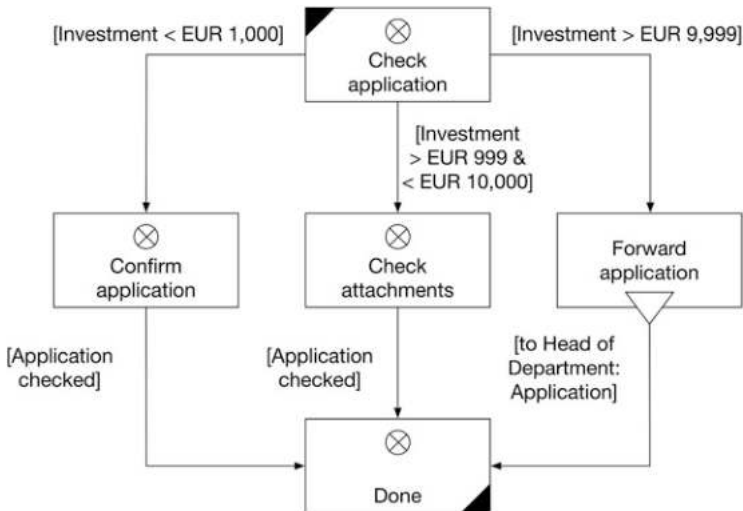 [Investment < EUR 1,000]
Check
application
[Investment > EUR 9,999]
[Investment
> EUR 999 &
< EUR 10,000]
Confirm
application
Check
attachments
Forward
application
[Application
checked]
[Application
checked]
[to Head of
Department:
Application]
Done